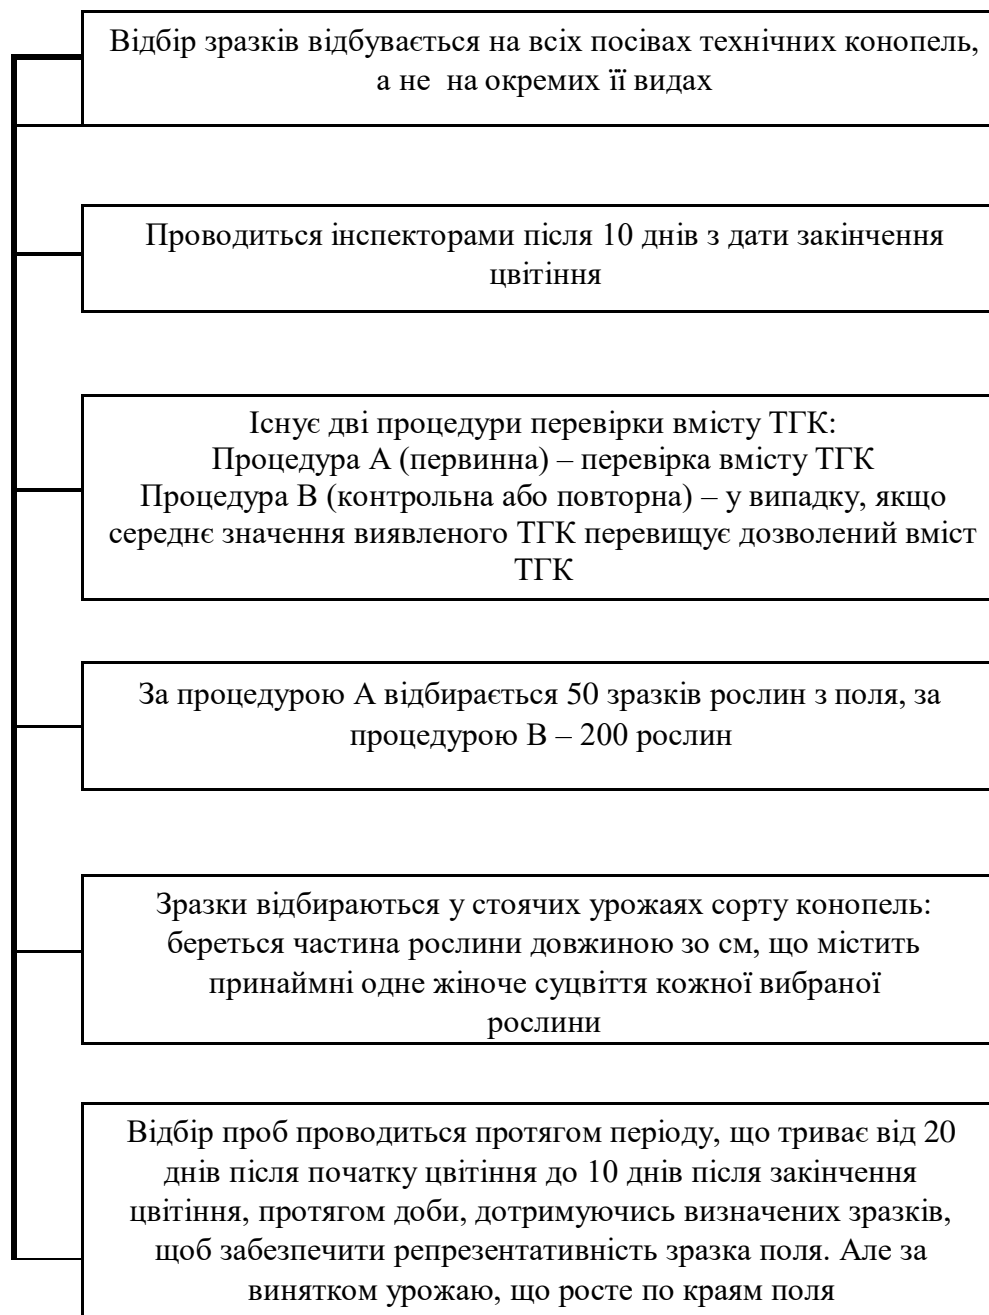 Відбір зразків відбувається на всіх посівах технічних конопель,
а не на окремих її видах
Проводиться інспекторами після 10 днів з дати закінчення
цвітіння
Існує дві процедури перевірки вмісту ТГК:
Процедура А (первинна) – перевірка вмісту ТГК
Процедура В (контрольна або повторна) – у випадку, якщо
середнє значення виявленого ТГК перевищує дозволений вміст
ТГК
За процедурою А відбирається 50 зразків рослин з поля, за
процедурою В – 200 рослин
Зразки відбираються у стоячих урожаях сорту конопель:
береться частина рослини довжиною зо см, що містить
принаймні одне жіноче суцвіття кожної вибраної
рослини
Відбір проб проводиться протягом періоду, що триває від 20
днів після початку цвітіння до 10 днів після закінчення
цвітіння, протягом доби, дотримуючись визначених зразків,
щоб забезпечити репрезентативність зразка поля. Але за
винятком урожаю, що росте по краям поля